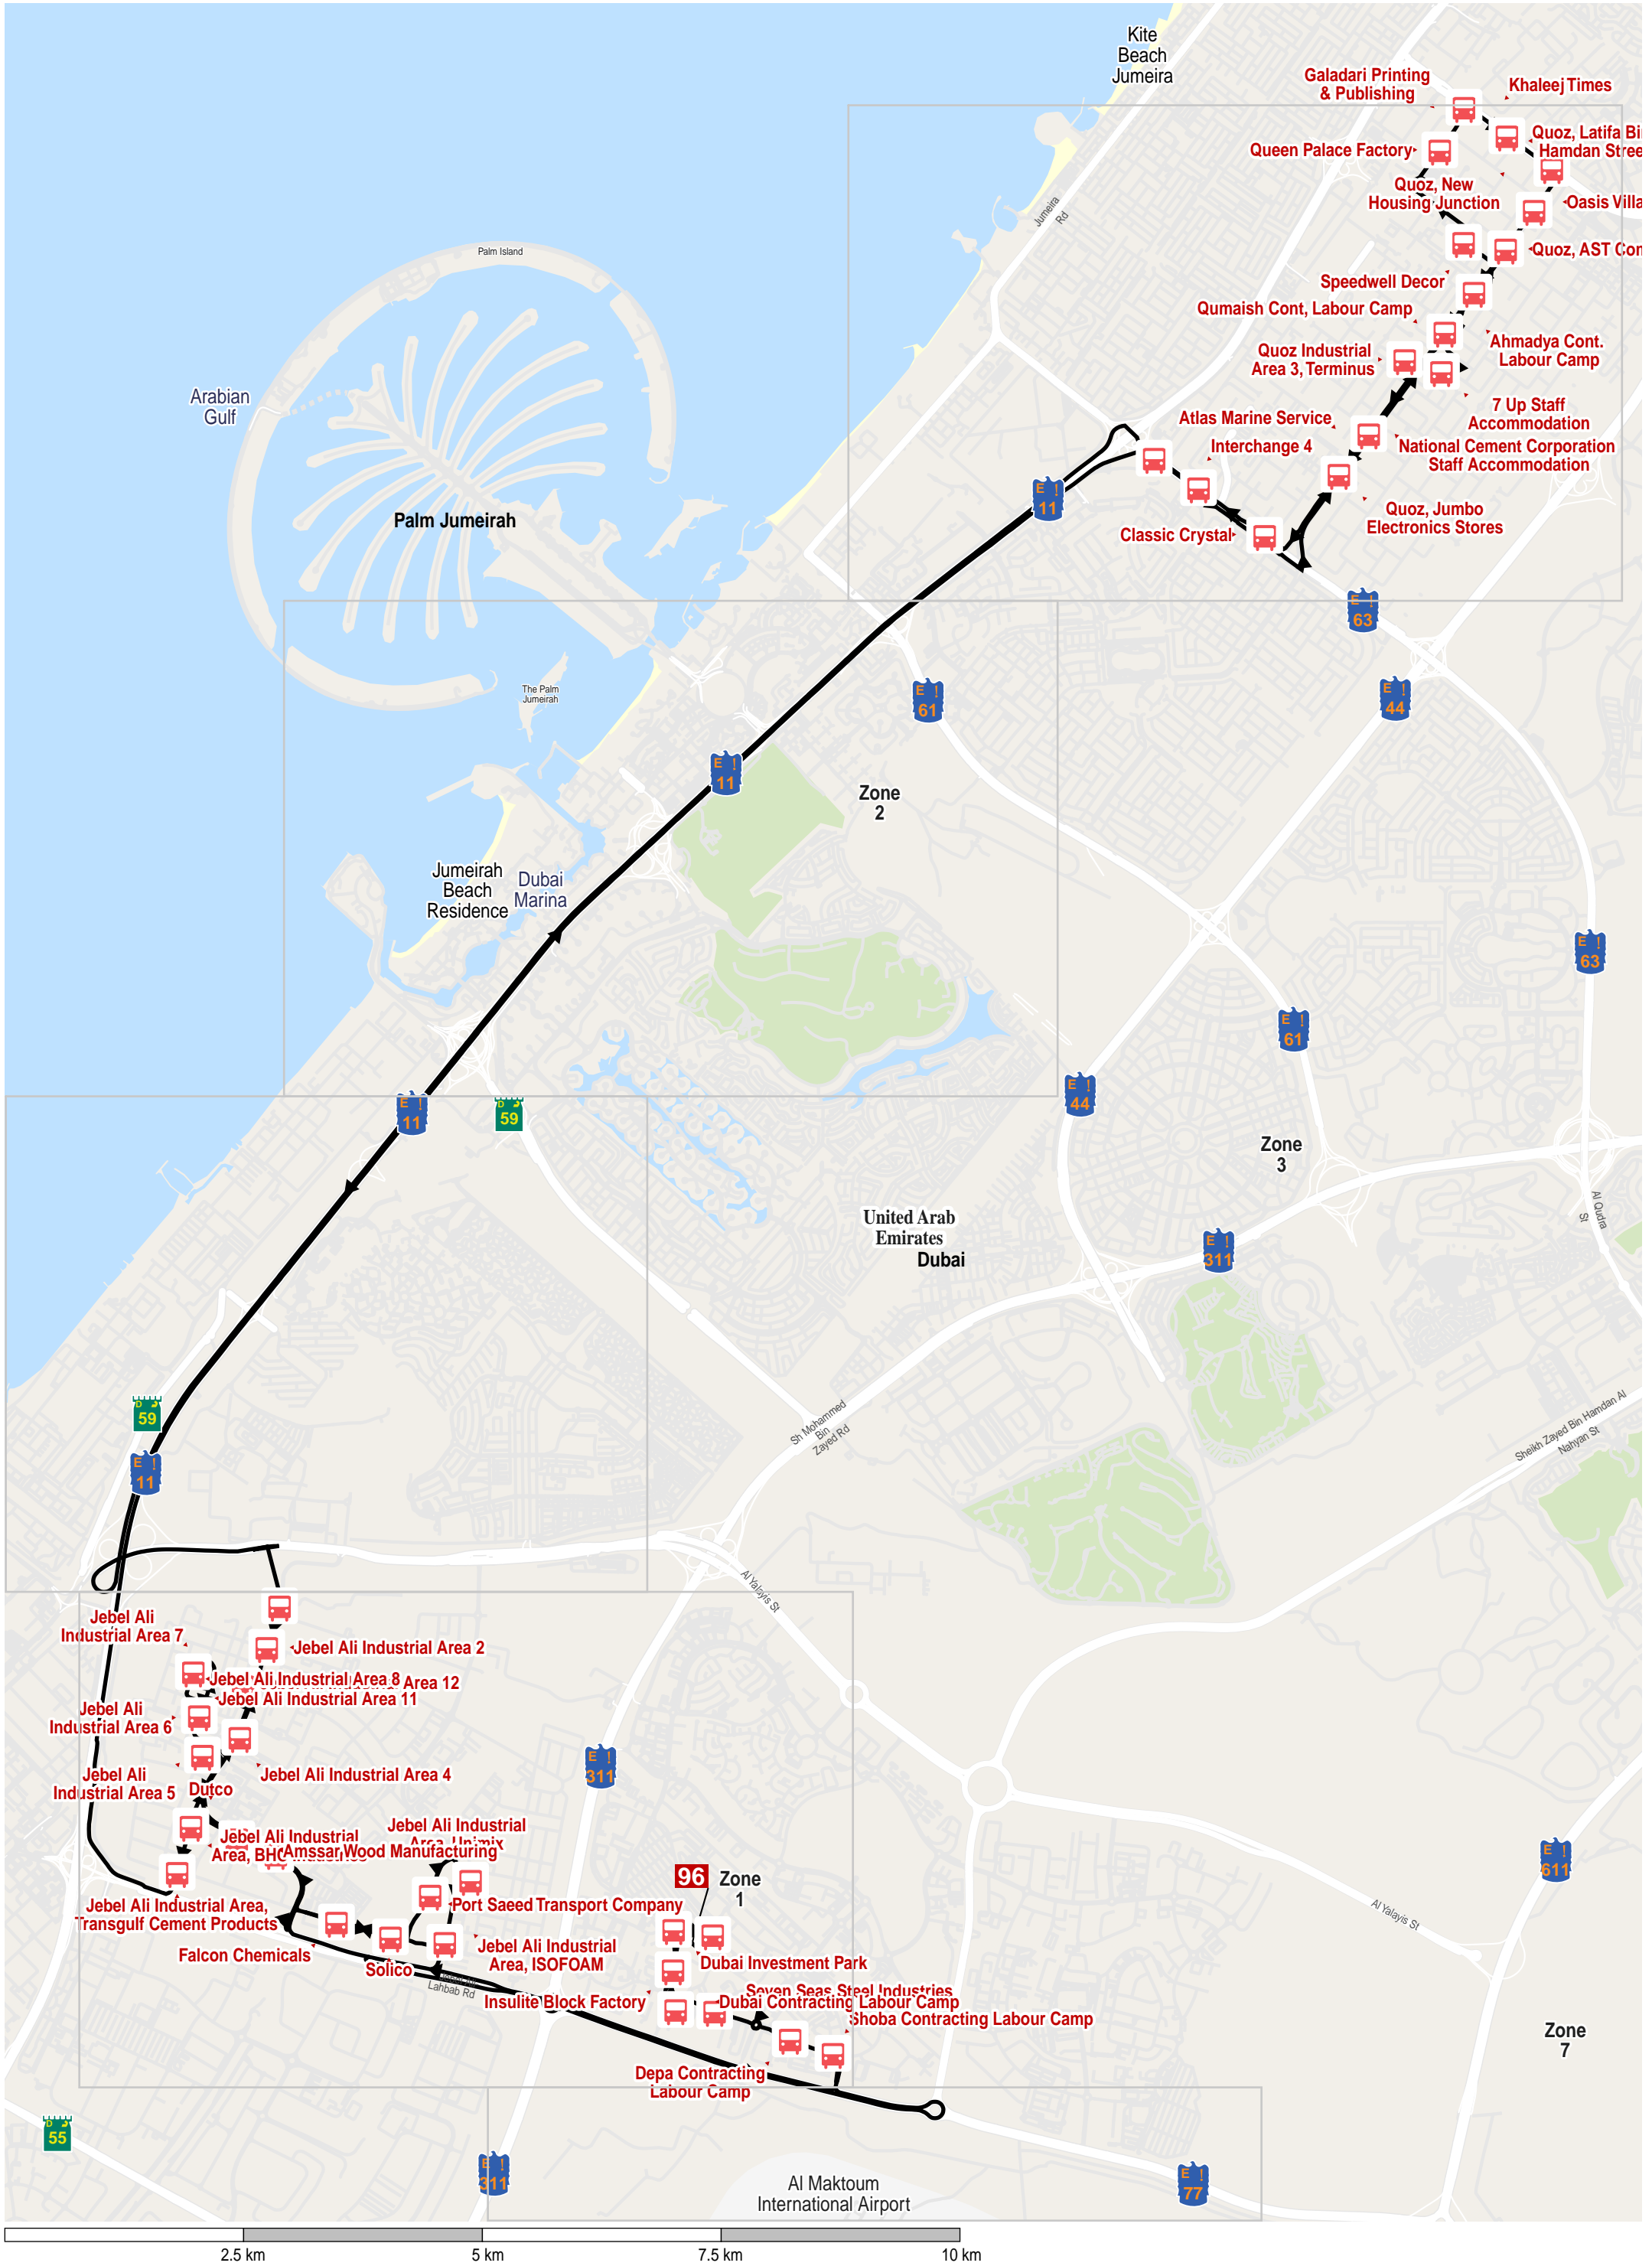 Kite
Beach
Jumeira
Galadari Printing
& Publishing
Khaleej Times
Queen Palace Factory
Quoz, Latifa Bi
Hamdan Stree
Quoz, New
Housing Junction
Oasis Villa
Jumeira
Rd
Quoz, AST Con
Palm Island
Speedwell Decor
Qumaish Cont, Labour Camp
Ahmadya Cont.
Labour Camp
Quoz Industrial
Area 3, Terminus
Arabian
Gulf
7 Up Staff
Accommodation
Atlas Marine Service
Interchange 4
National Cement Corporation
Staff Accommodation
E
11
Palm Jumeirah
Quoz, Jumbo
Electronics Stores
Classic Crystal
E
63
The Palm
Jumeirah
E
61
E
44
E
11
Zone
2
Jumeirah
Beach
Residence
Dubai
Marina
E
63
E
61
E
11
D
59
E
44
Zone
3
Al Qudra
St
United Arab
Emirates
Dubai
E
311
D
59
Sh Mohammed
Bin
Zayed Rd
Sheikh Zayed Bin Hamdan Al
Nahyan St
E
11
Al Yalayis St
Jebel Ali
Industrial Area 7
Jebel Ali Industrial Area 2
Jebel Ali Industrial Area 8
Area 12
Jebel Ali Industrial Area 11
Jebel Ali
Industrial Area 6
Jebel Ali
Industrial Area 5
Jebel Ali Industrial Area 4
Dutco
E
311
Jebel Ali Industrial
Area, Unimix
Jebel Ali Industrial
Area, BHC Industries
Amssar Wood Manufacturing
E
611
96
Zone
1
Jebel Ali Industrial Area,
Transgulf Cement Products
Port Saeed Transport Company
Al Yalayis St
Falcon Chemicals
Solico
Jebel Ali Industrial
Area, ISOFOAM
Dubai Investment Park
Lahbab Rd
Insulite Block Factory
Seven Seas Steel Industries
Dubai Contracting Labour Camp
Shoba Contracting Labour Camp
Zone
7
Depa Contracting
Labour Camp
D
55
E
311
Al Maktoum
International Airport
E
77
2.5 km
5 km
7.5 km
10 km